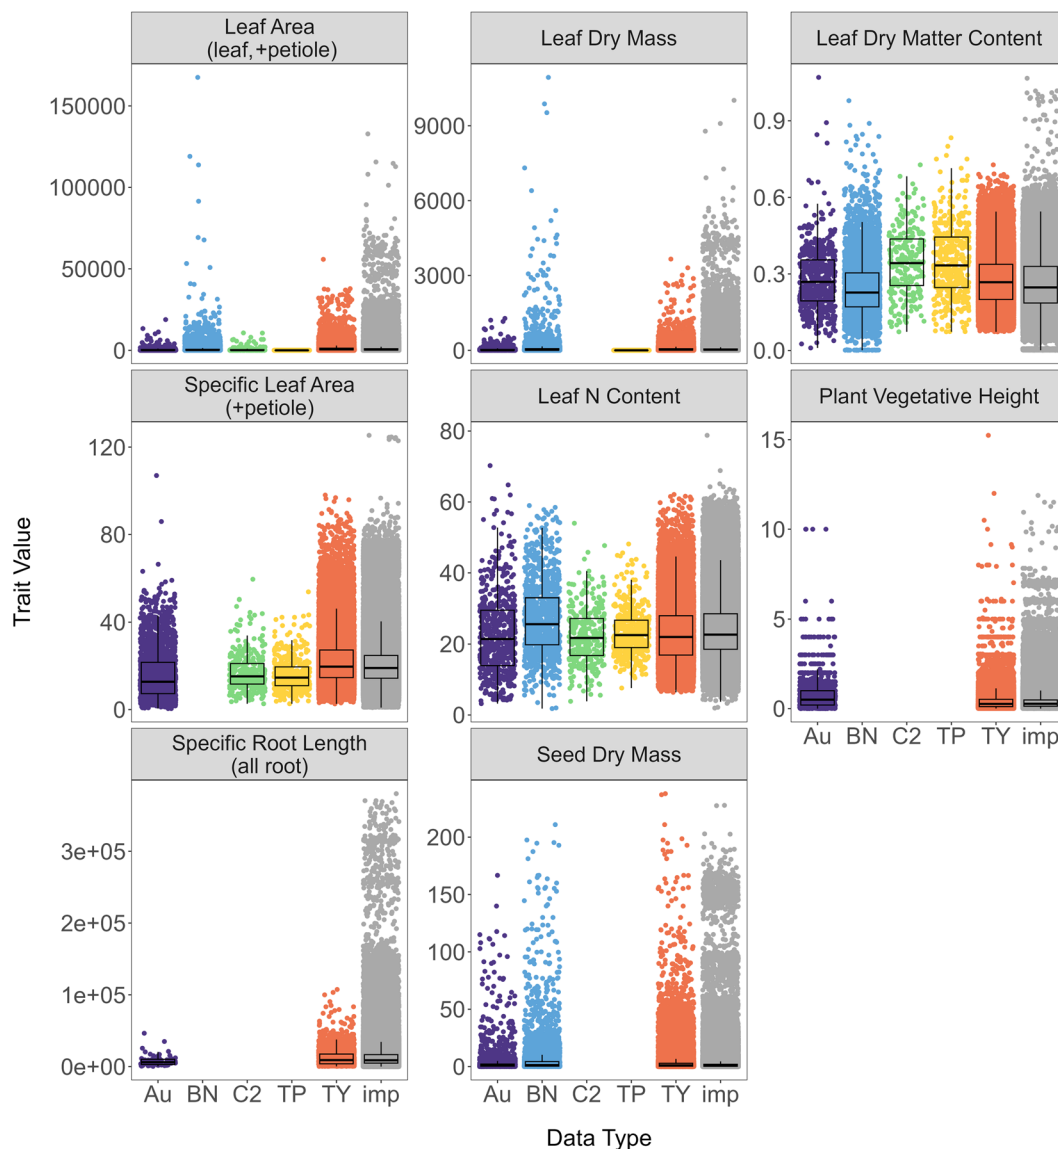 Leaf Area
(leaf,+petiole)
Leaf Dry Mass
Leaf Dry Matter Content
150000
100000
50000
0
9000
6000
3000
0
0.9
0.6
0.3
0.0
Specific Leaf Area
(+petiole)
Leaf N Content
Plant Vegetative Height
120
80
40
0
80
60
40
20
0
15
10
5
0
Au BN C2 TP TY imp
Specific Root Length
(all root)
Seed Dry Mass
3e+05
2e+05
1e+05
0e+00
200
150
100
50
0
Au BN C2 TP TY imp
Au BN C2 TP TY imp
Trait Value
Data Type